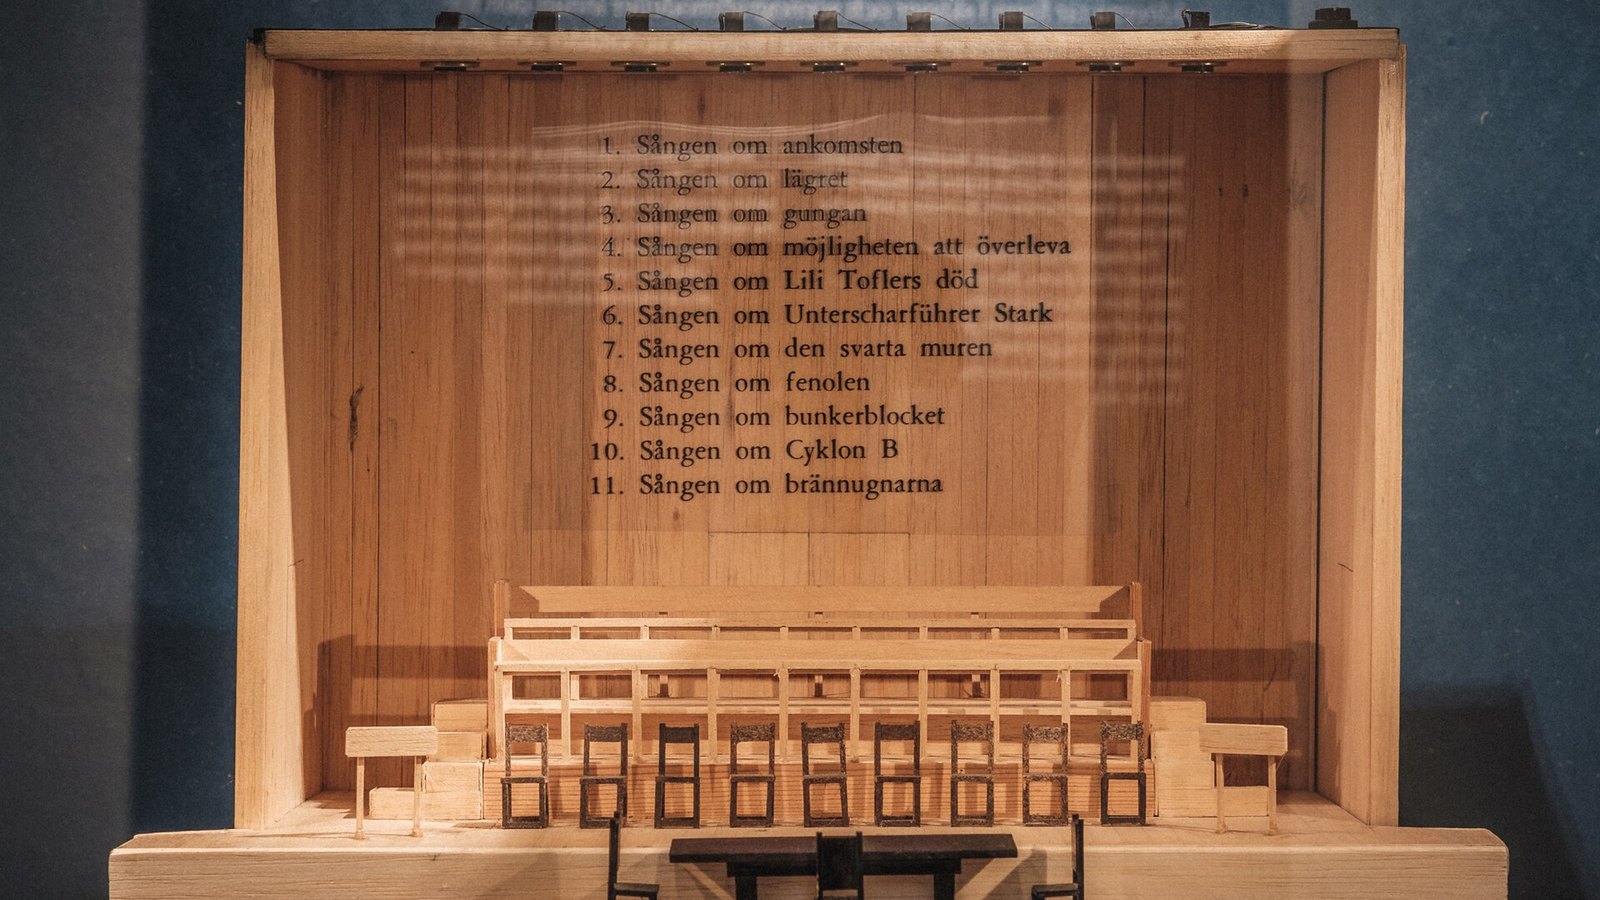 1. Sången om ankomsten
2. Sången om lägret
3. Sången om gungan
4. Sången om möjligheten att överleva
5. Sången om Lili Toflers död
6. Sången om Unterscharführer Stark
7. Sången om den svarta muren
8. Sången om fenolen
9. Sången om bunkerblocket
10. Sången om Cyklon B
11. Sången om brännugnarna